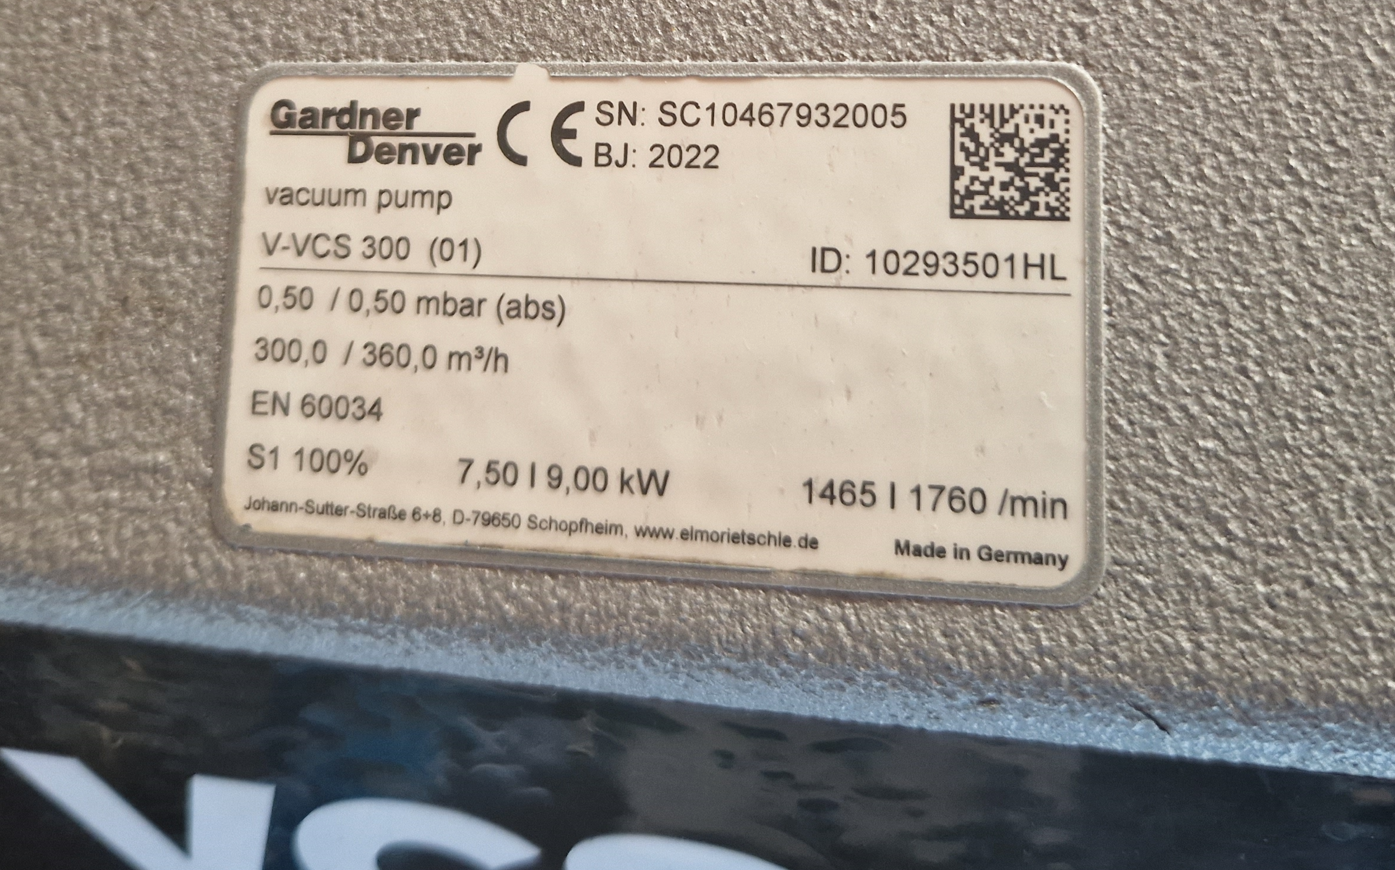 Gardner
Denver
CE
SN: SC10467932005
BJ: 2022
vacuum pump
V-VCS 300 (01)
ID: 10293501HL
0,50 / 0,50 mbar (abs)
300,0 / 360,0 m³/h
EN 60034
S1 100% 7,50 I 9,00 kW 1465 I 1760 /min
Johann-Sutter-Straße 6+8, D-79650 Schopfheim, www.elmorietschle.de
Made in Germany